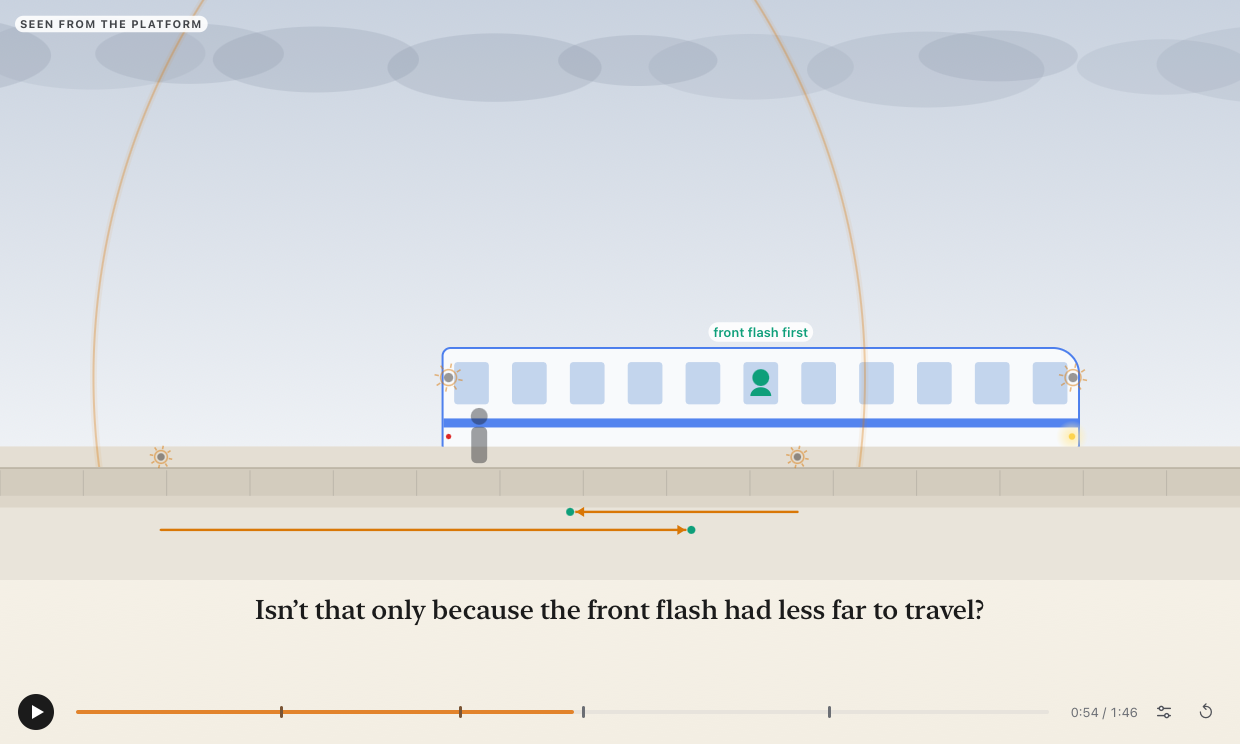 SEEN FROM THE PLATFORM
front flash first
Isn’t that only because the front flash had less far to travel?
0:54 / 1:46